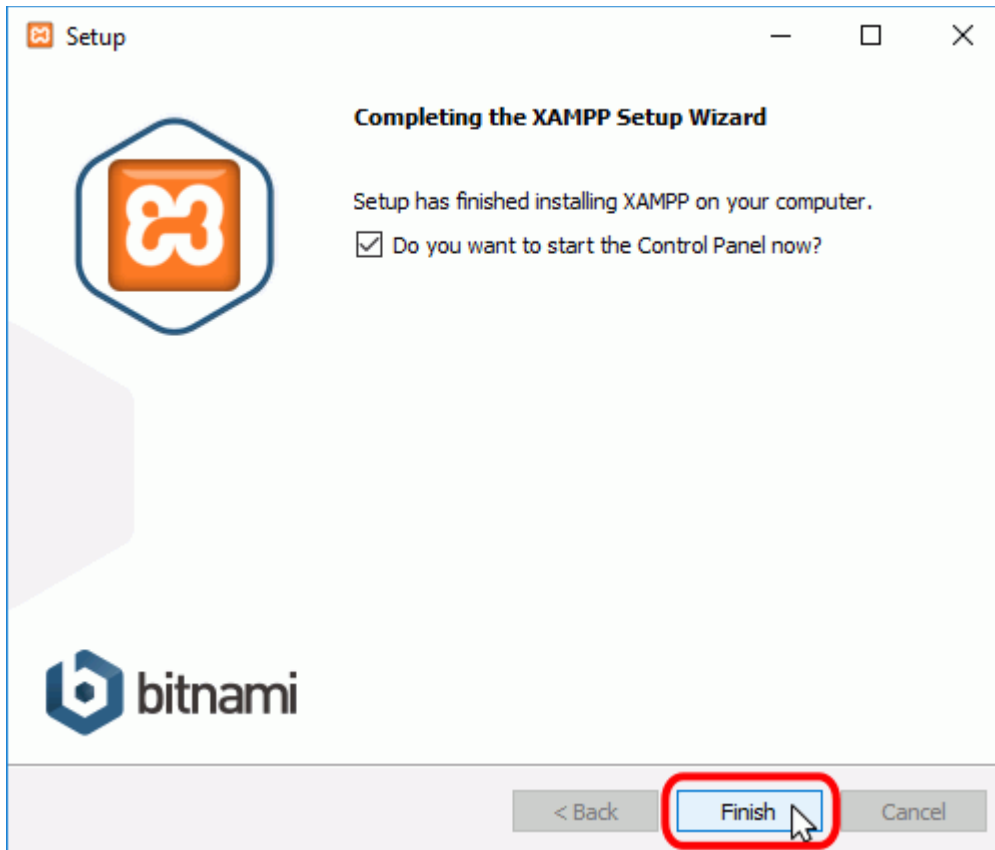 Setup
Completing the XAMPP Setup Wizard
Setup has finished installing XAMPP on your computer.
Do you want to start the Control Panel now?
bitnami
< Back
Finish
Cancel